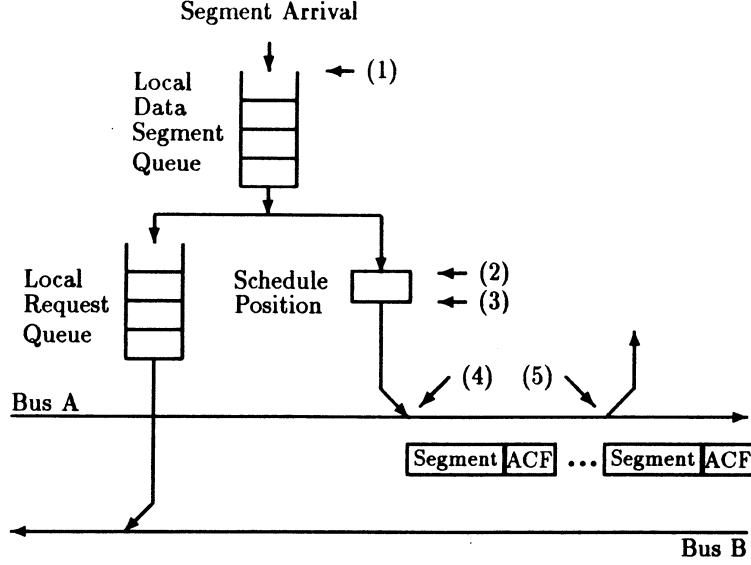 Segment Arrival
(1)
Local
Data
Segment
Queue
Local
Request
Queue
Schedule
Position
(2)
(3)
(4)
(5)
Bus A
Segment ACF ... Segment ACF
Bus B